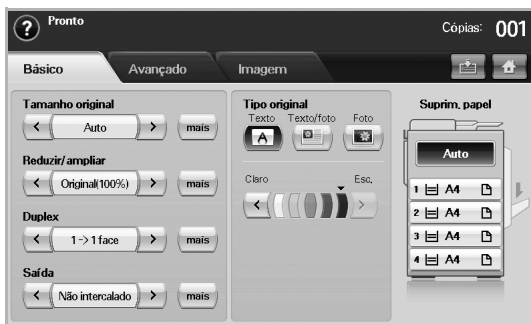 ? Pronto
Cópias: 001
Básico
Avançado
Imagem
Tamanho original
Auto
mais
Reduzir/ampliar
Original(100%)
mais
Duplex
1->1 face
mais
Saída
Não intercalado
mais
Tipo original
Texto Texto/foto Foto
A
Claro Esc.
Suprim. papel
Auto
1 A4
2 A4
3 A4
4 A4